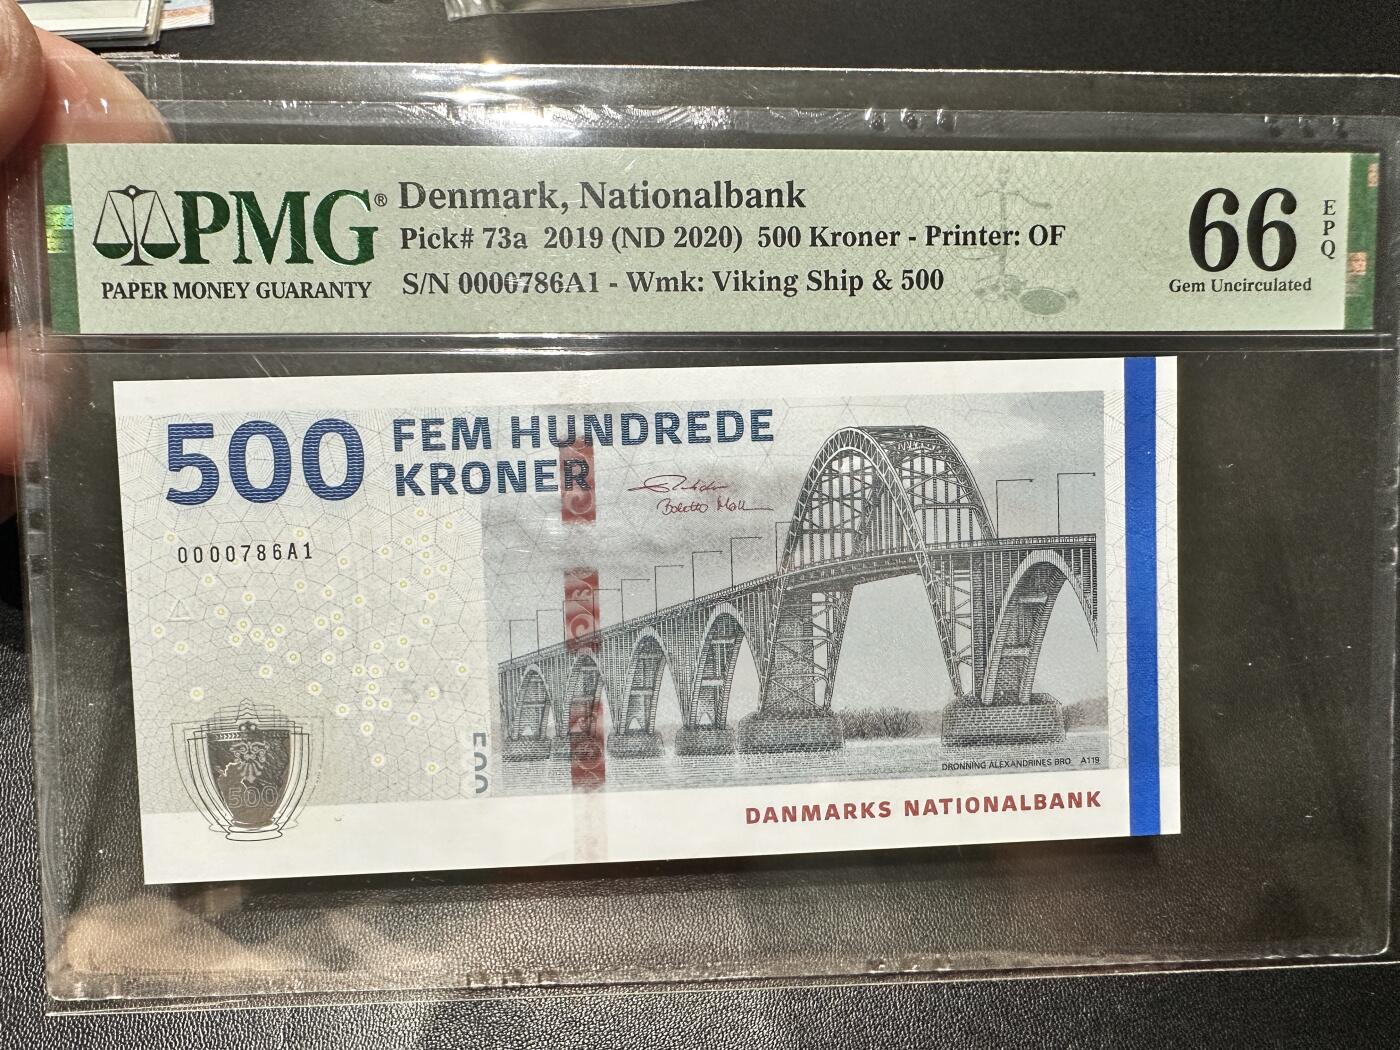 PMG®
PAPER MONEY GUARANTY
Denmark, Nationalbank
Pick# 73a 2019 (ND 2020) 500 Kroner - Printer: OF
S/N 0000786A1 - Wmk: Viking Ship & 500
66
EPQ
Gem Uncirculated
500
FEM HUNDREDE
KRONER
0000786A1
500
500
DRONNING ALEXANDRINES BRO A119
DANMARKS NATIONALBANK